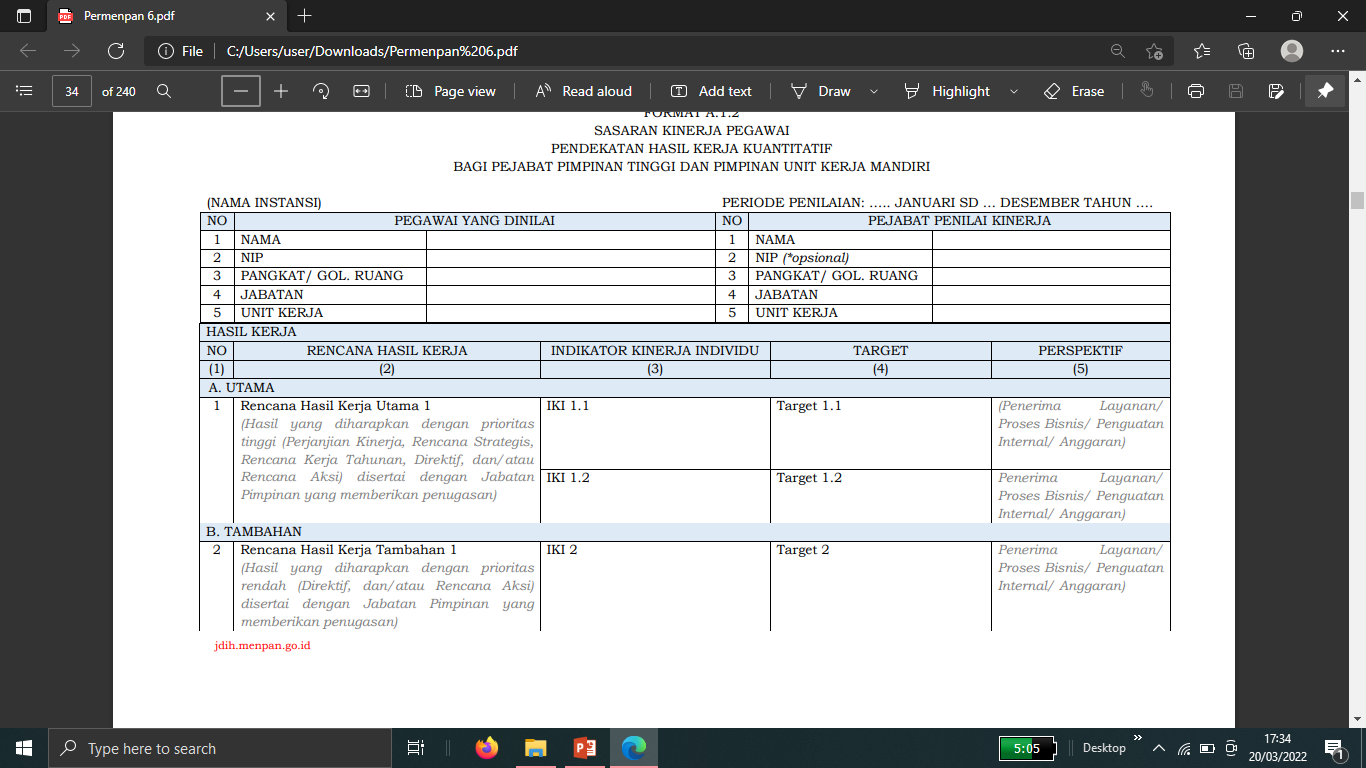 Permenpan 6.pdf
File
C:/Users/user/Downloads/Permenpan%206.pdf
34 of 240
Page view
Read aloud
Add text
Draw
Highlight
Erase
FORMAT A.1.2
SASARAN KINERJA PEGAWAI
PENDEKATAN HASIL KERJA KUANTITATIF
BAGI PEJABAT PIMPINAN TINGGI DAN PIMPINAN UNIT KERJA MANDIRI
(NAMA INSTANSI) PERIODE PENILAIAN: ..... JANUARI SD ... DESEMBER TAHUN ....
NO PEGAWAI YANG DINILAI NO PEJABAT PENILAI KINERJA
1 NAMA 1 NAMA
2 NIP 2 NIP (*opsional)
3 PANGKAT/ GOL. RUANG 3 PANGKAT/ GOL. RUANG
4 JABATAN 4 JABATAN
5 UNIT KERJA 5 UNIT KERJA
HASIL KERJA
NO RENCANA HASIL KERJA INDIKATOR KINERJA INDIVIDU TARGET PERSPEKTIF
(1) (2) (3) (4) (5)
A. UTAMA
1 Rencana Hasil Kerja Utama 1
(Hasil yang diharapkan dengan prioritas
tinggi (Perjanjian Kinerja, Rencana Strategis,
Rencana Kerja Tahunan, Direktif, dan/atau
Rencana Aksi) disertai dengan Jabatan
Pimpinan yang memberikan penugasan)
IKI 1.1
Target 1.1
(Penerima Layanan/
Proses Bisnis/ Penguatan
Internal/ Anggaran)
IKI 1.2
Target 1.2
Penerima Layanan/
Proses Bisnis/ Penguatan
Internal/ Anggaran)
B. TAMBAHAN
2 Rencana Hasil Kerja Tambahan 1
(Hasil yang diharapkan dengan prioritas
rendah (Direktif, dan/atau Rencana Aksi)
disertai dengan Jabatan Pimpinan yang
memberikan penugasan)
IKI 2
Target 2
Penerima Layanan/
Proses Bisnis/ Penguatan
Internal/ Anggaran)
jdih.menpan.go.id
Type here to search
5:05
Desktop
17:34
20/03/2022
1